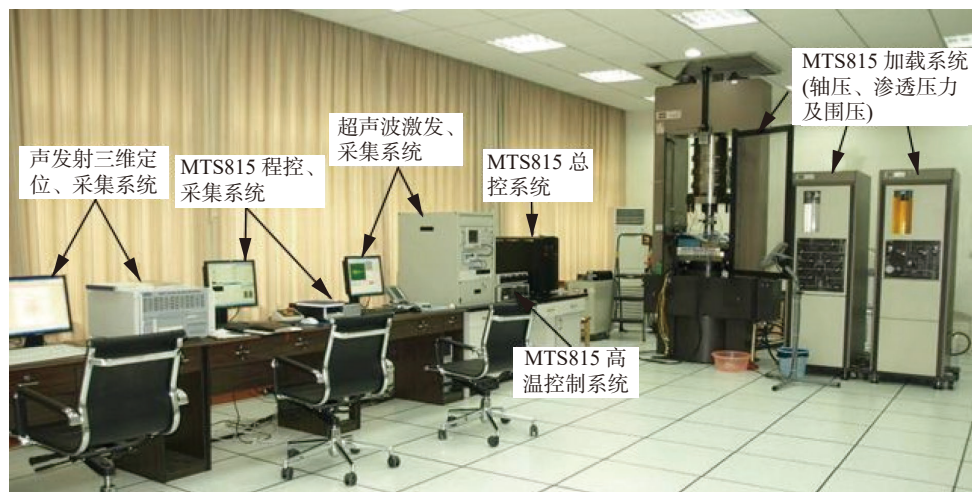 声发射三维定
位、采集系统
MTS815 程控、
采集系统
超声波激发、
采集系统
MTS815 总
控系统
MTS815 加载系统
(轴压、渗透压力
及围压)
MTS815 高
温控制系统